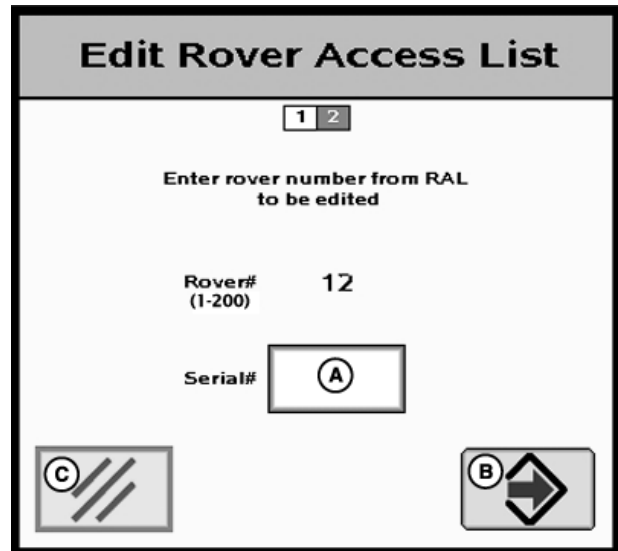 Edit Rover Access List
1 2
Enter rover number from RAL
to be edited
Rover# 12
(1-200)
Serial# A
C
B